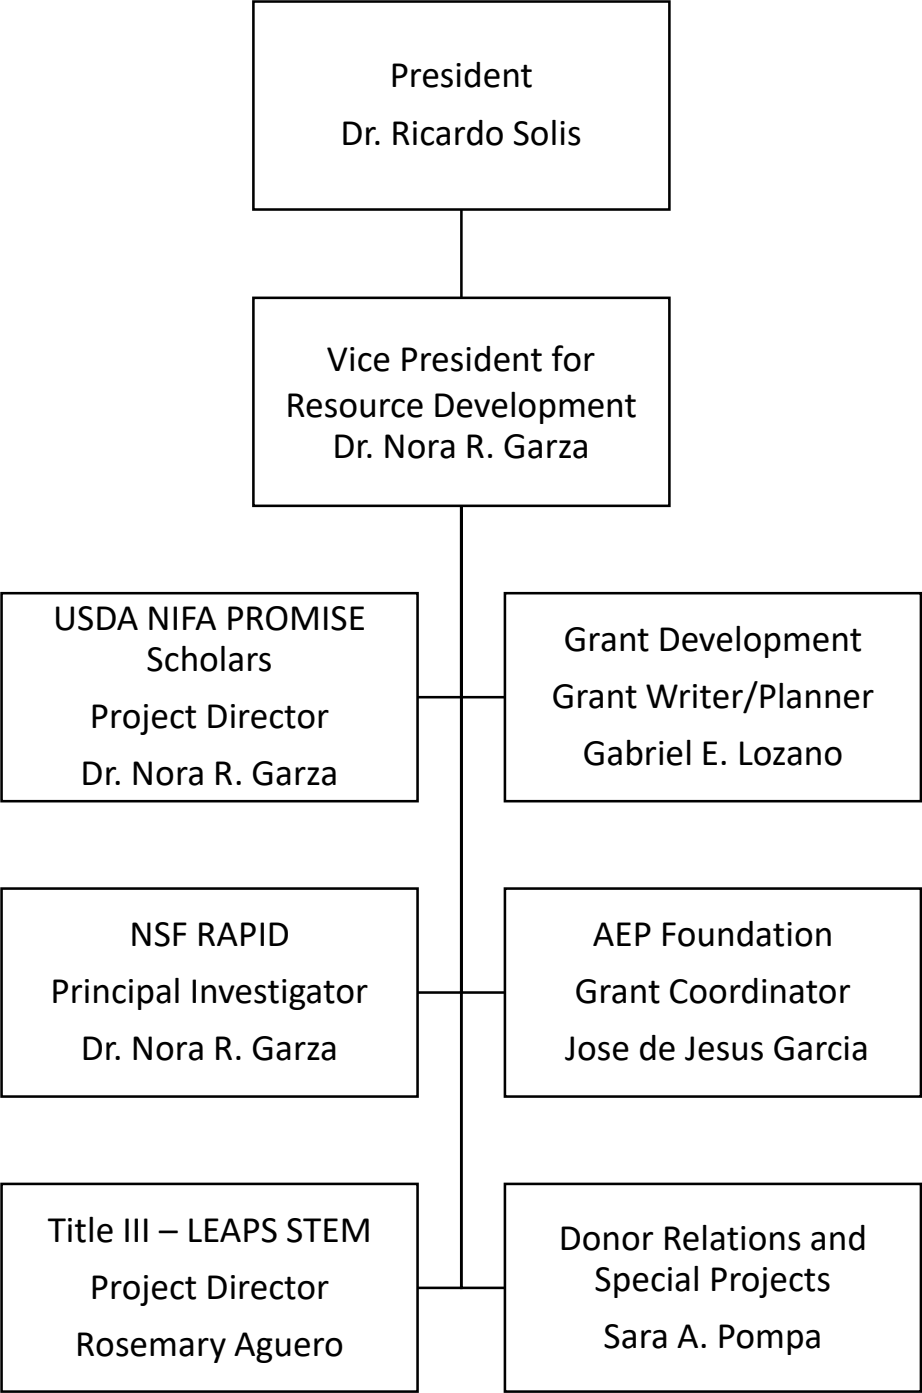 President
Dr. Ricardo Solis
Vice President for
Resource Development
Dr. Nora R. Garza
USDA NIFA PROMISE
Scholars
Project Director
Dr. Nora R. Garza
Grant Development
Grant Writer/Planner
Gabriel E. Lozano
NSF RAPID
Principal Investigator
Dr. Nora R. Garza
AEP Foundation
Grant Coordinator
Jose de Jesus Garcia
Title III – LEAPS STEM
Project Director
Rosemary Aguero
Donor Relations and
Special Projects
Sara A. Pompa